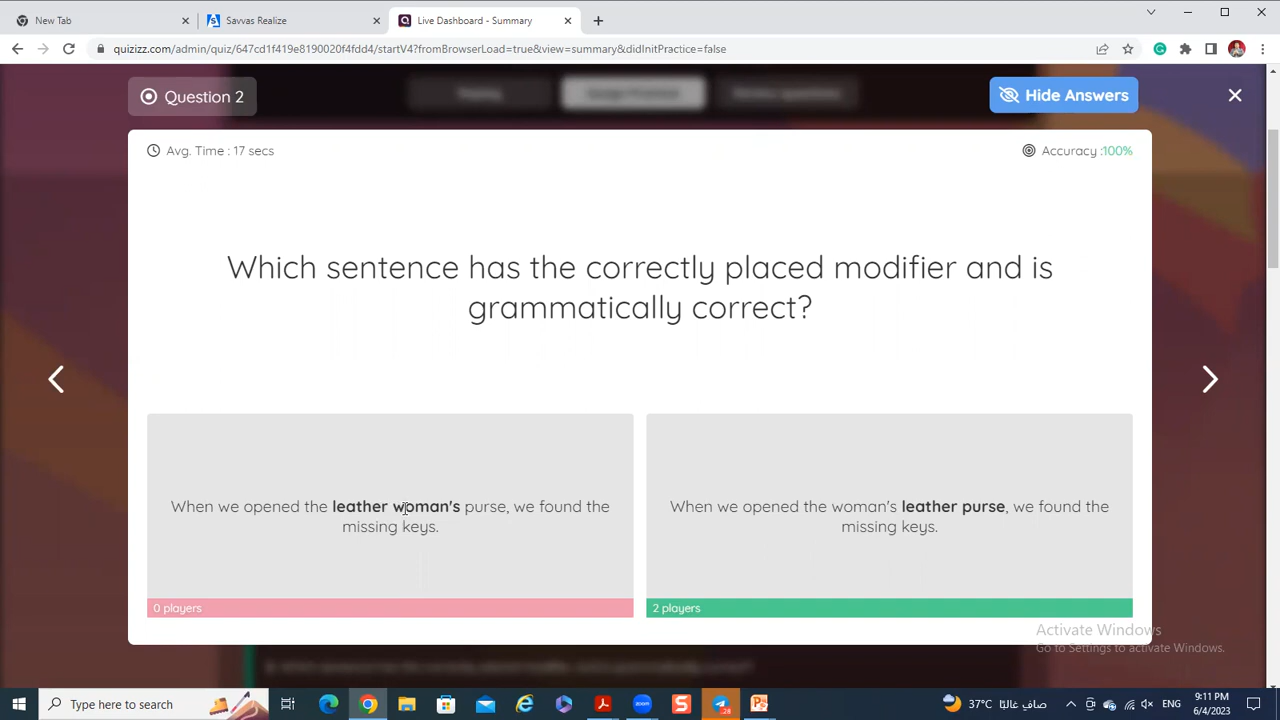 New Tab
Savvas Realize
Live Dashboard - Summary
quizizz.com/admin/quiz/647cd1f419e8190020f4fdd4/startV4?fromBrowserLoad=true&view=summary&didInitPractice=false
Question 2
Hide Answers
Avg. Time : 17 secs
Accuracy :100%
Which sentence has the correctly placed modifier and is
grammatically correct?
When we opened the leather woman's purse, we found the
missing keys.
When we opened the woman's leather purse, we found the
missing keys.
0 players
2 players
Activate Windows
Go to Settings to activate Windows.
Type here to search
zoom
28
37°C صافٍ غالبًا
ENG
9:11 PM
6/4/2023